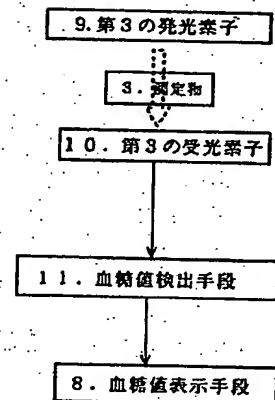 9.第3の発光素子
3.測定物
10.第3の受光素子
11.血糖値検出手段
8.血糖値表示手段